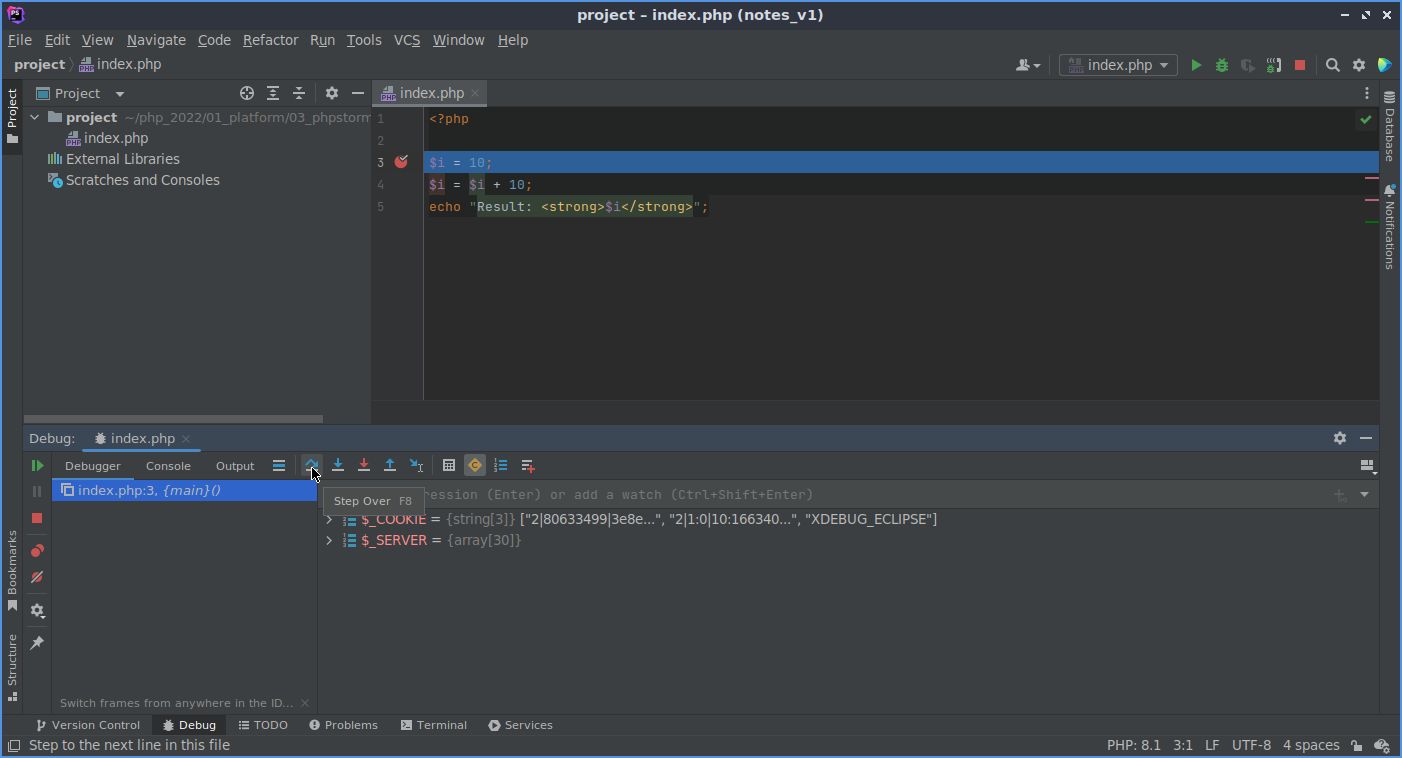 project – index.php (notes_v1)
File Edit View Navigate Code Refactor Run Tools VCS Window Help
project index.php
index.php
Project
Project
index.php
project ~/php_2022/01_platform/03_phpstorm
index.php
External Libraries
Scratches and Consoles
1 <?php
2
3 $i = 10;
4 $i = $i + 10;
5 echo "Result: <strong>$i</strong>";
Database
Notifications
Debug: index.php
Debugger Console Output
index.php:3, {main}()
Step Over F8
ression (Enter) or add a watch (Ctrl+Shift+Enter)
$_COOKIE = {string[3]} ["2|80633499|3e8e...", "2|1:0|10:166340...", "XDEBUG_ECLIPSE"]
$_SERVER = {array[30]}
Bookmarks
Structure
Switch frames from anywhere in the ID...
Version Control Debug TODO Problems Terminal Services
Step to the next line in this file
PHP: 8.1 3:1 LF UTF-8 4 spaces